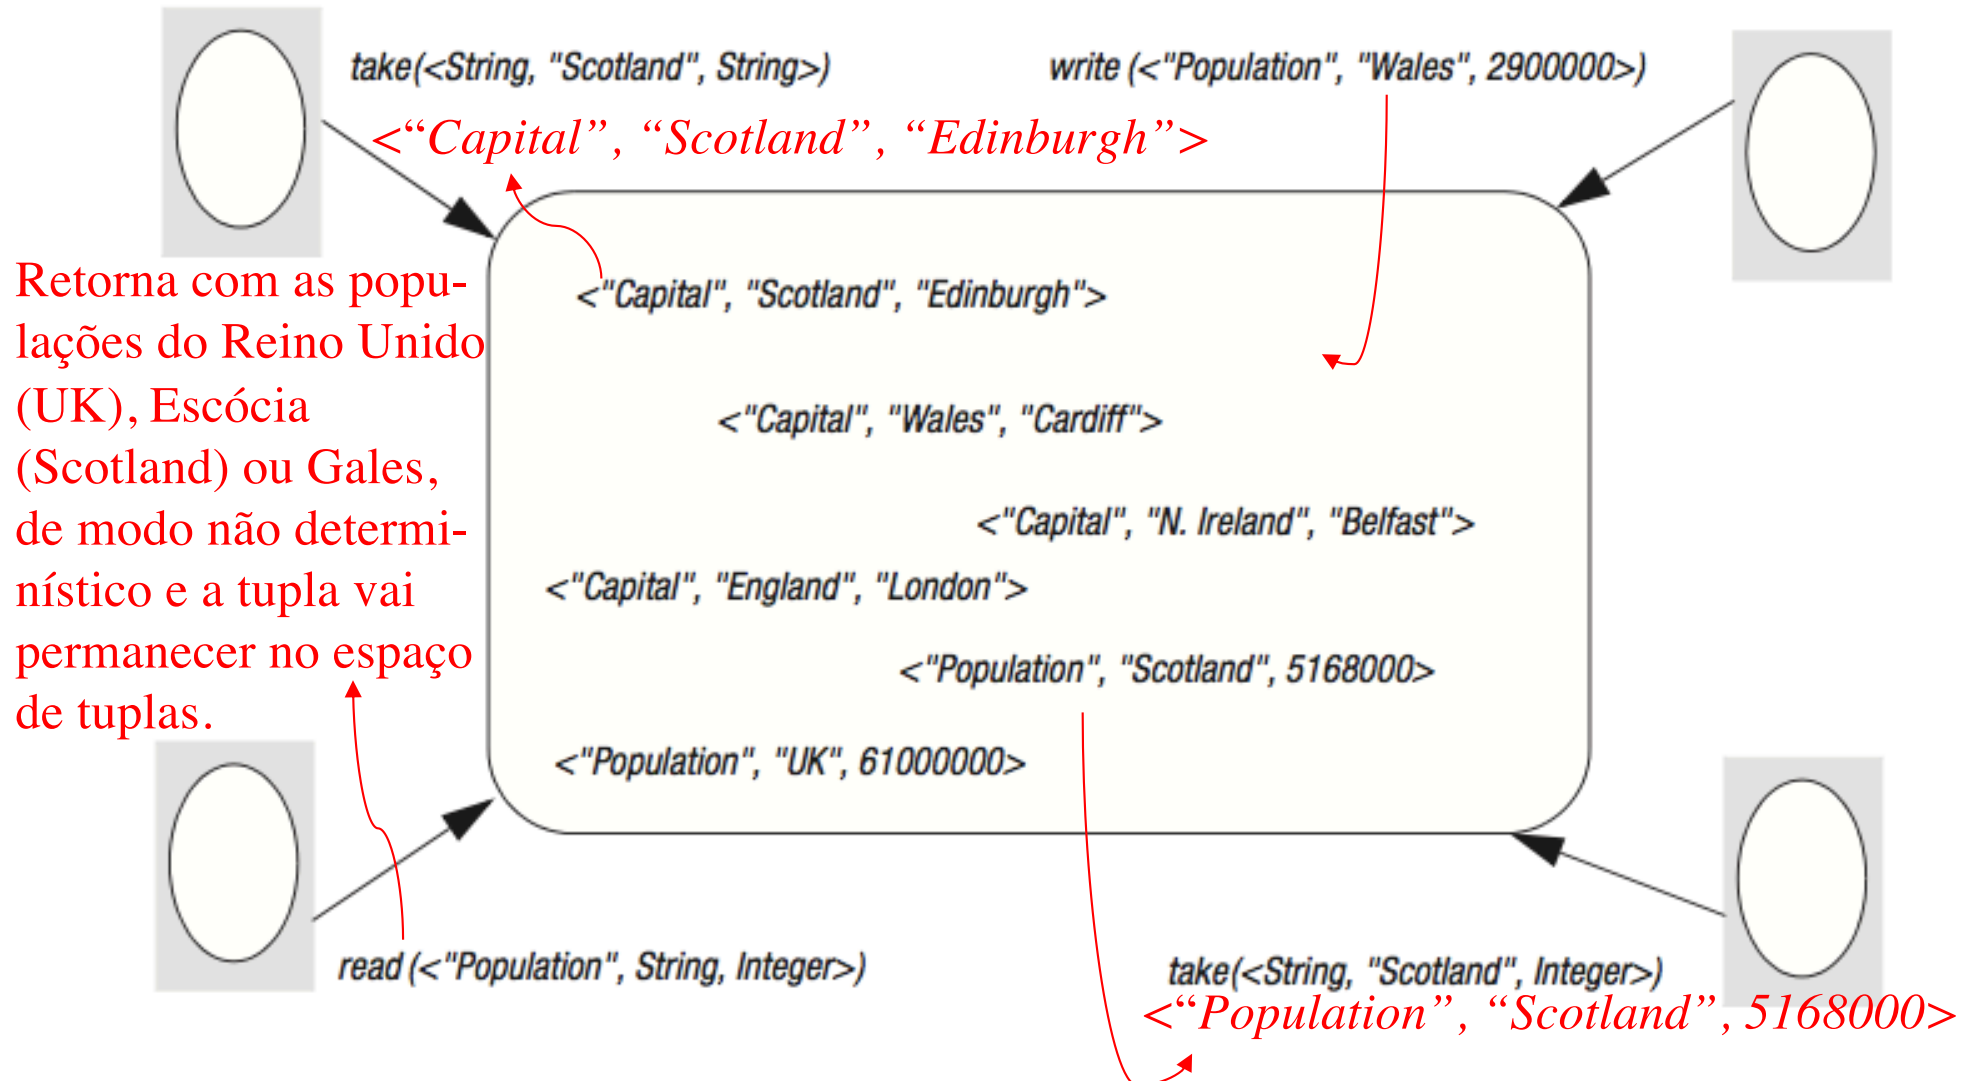 take(<String, "Scotland", String>)
write (<"Population", "Wales", 2900000>)
<“Capital”, “Scotland”, “Edinburgh”>
Retorna com as popu-
lações do Reino Unido
(UK), Escócia
(Scotland) ou Gales,
de modo não determi-
nístico e a tupla vai
permanecer no espaço
de tuplas.
<"Capital", "Scotland", "Edinburgh">
<"Capital", "Wales", "Cardiff">
<"Capital", "N. Ireland", "Belfast">
<"Capital", "England", "London">
<"Population", "Scotland", 5168000>
<"Population", "UK", 61000000>
read (<"Population", String, Integer>)
take(<String, "Scotland", Integer>)
<“Population”, “Scotland”, 5168000>